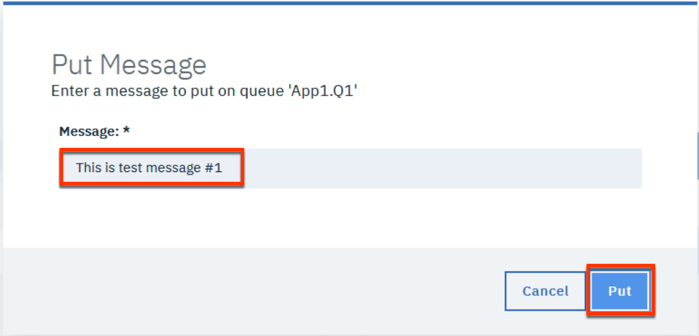 Put Message
Enter a message to put on queue 'App1.Q1'
Message: *
This is test message #1
Cancel
Put